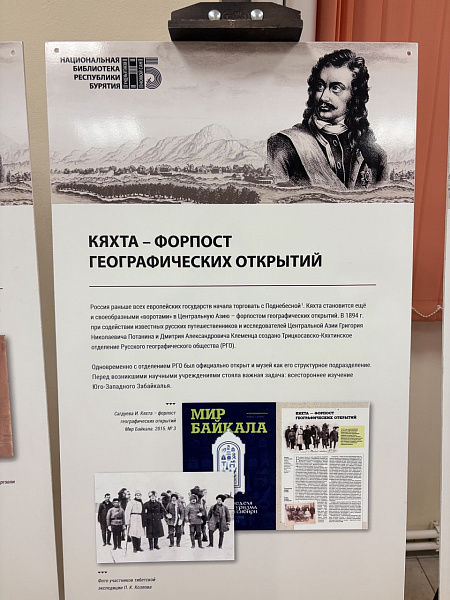 НАЦИОНАЛЬНАЯ
БИБЛИОТЕКА
РЕСПУБЛИКИ
БУРЯТИЯ
КЯХТА – ФОРПОСТ
ГЕОГРАФИЧЕСКИХ ОТКРЫТИЙ
Россия раньше всех европейских государств начала торговать с Поднебесной¹. Кяхта становится ещё
и своеобразными «воротами» в Центральную Азию – форпостом географических открытий. В 1894 г.
при содействии известных русских путешественников и исследователей Центральной Азии Григория
Николаевича Потанина и Дмитрия Александровича Клеменца создано Трицкосавско-Кяхтинское
отделение Русского географического общества (РГО).
Одновременно с отделением РГО был официально открыт и музей как его структурное подразделение.
Перед возникшими научными учреждениями стояла важная задача: всестороннее изучение
Юго-Западного Забайкалья.
***
Сагдеева И. Кяхта – форпост
географических открытий
Мир Байкала. 2015. № 3
МИР
БАЙКАЛА
КЯХТА – ФОРПОСТ
ГЕОГРАФИЧЕСКИХ ОТКРЫТИЙ
***
Фото участников тибетской
экспедиции П. К. Козлова